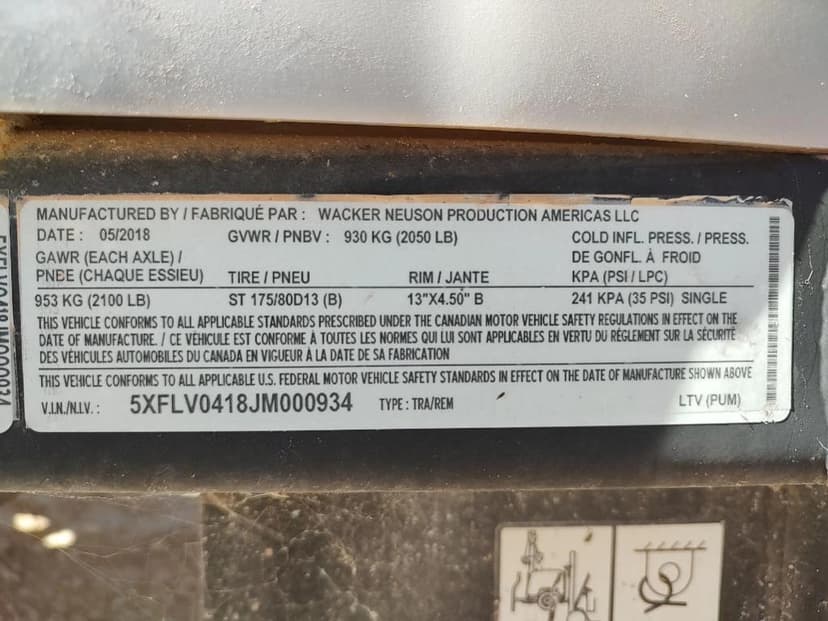 MANUFACTURED BY / FABRIQUÉ PAR : WACKER NEUSON PRODUCTION AMERICAS LLC
DATE : 05/2018 GVWR / PNBV : 930 KG (2050 LB) COLD INFL. PRESS. / PRESS.
GAWR (EACH AXLE) / DE GONFL. À FROID
PNBE (CHAQUE ESSIEU) TIRE / PNEU RIM / JANTE KPA (PSI / LPC)
953 KG (2100 LB) ST 175/80D13 (B) 13"X4.50" B 241 KPA (35 PSI) SINGLE
THIS VEHICLE CONFORMS TO ALL APPLICABLE STANDARDS PRESCRIBED UNDER THE CANADIAN MOTOR VEHICLE SAFETY REGULATIONS IN EFFECT ON THE
DATE OF MANUFACTURE. / CE VÉHICULE EST CONFORME À TOUTES LES NORMES QUI LUI SONT APPLICABLES EN VERTU DU RÉGLEMENT SUR LA SÉCURITÉ
DES VÉHICULES AUTOMOBILES DU CANADA EN VIGUEUR À LA DATE DE SA FABRICATION
THIS VEHICLE CONFORMS TO ALL APPLICABLE U.S. FEDERAL MOTOR VEHICLE SAFETY STANDARDS IN EFFECT ON THE DATE OF MANUFACTURE SHOWN ABOVE
V.I.N./N.I.V. : 5XFLV0418JM000934 TYPE : TRA/REM LTV (PUM)